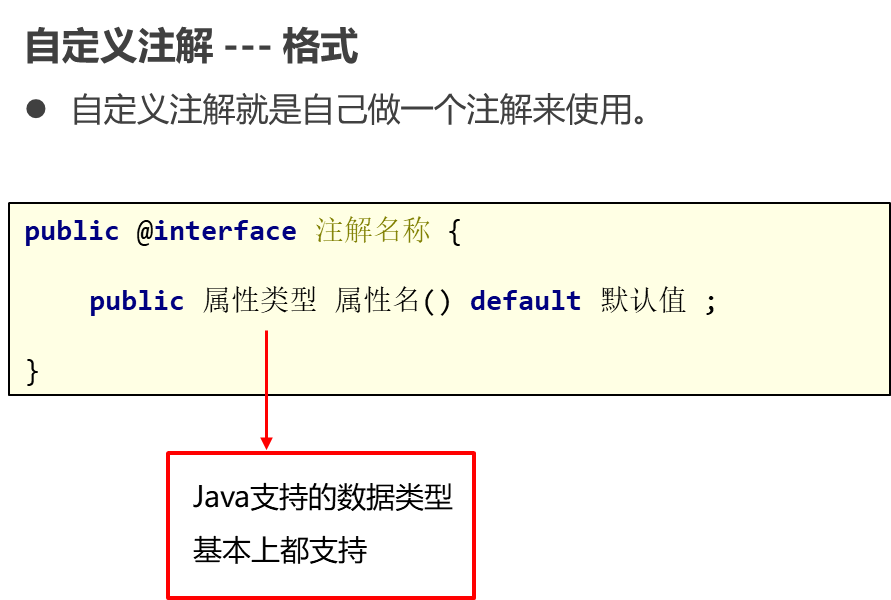 自定义注解 --- 格式
● 自定义注解就是自己做一个注解来使用。
public @interface 注解名称 {
public 属性类型 属性名() default 默认值 ;
}
Java支持的数据类型
基本上都支持